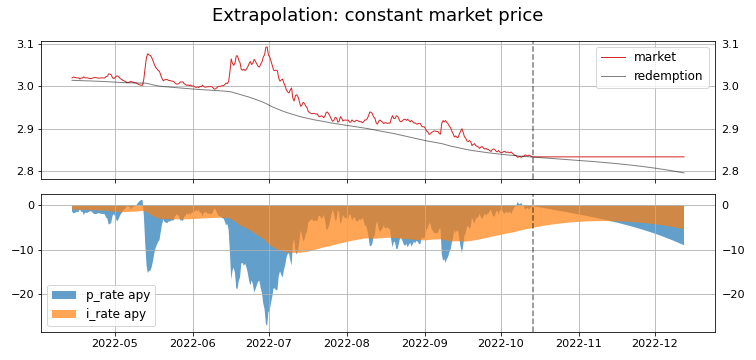 Extrapolation: constant market price
3.1 3.1
market
redemption
3.0 3.0
2.9 2.9
2.8 2.8
0 0
−10 −10
p_rate apy
i_rate apy
−20 −20
2022-05 2022-06 2022-07 2022-08 2022-09 2022-10 2022-11 2022-12